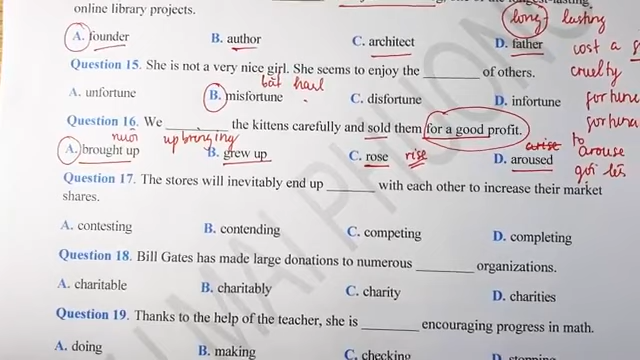 online library projects.
long lasting
A. founder B. author C. architect D. father
cost a
Question 15. She is not a very nice girl. She seems to enjoy the ________ of others.
cruelty
bất hạnh
A. unfortune B. misfortune C. disfortune D. infortune
fortune
Question 16. We ________ the kittens carefully and sold them for a good profit.
nuôi upbringing rise arise to
A. brought up B. grew up C. rose D. aroused
arouse
gợi lên
Question 17. The stores will inevitably end up ________ with each other to increase their market
shares.
A. contesting B. contending C. competing D. completing
Question 18. Bill Gates has made large donations to numerous ________ organizations.
A. charitable B. charitably C. charity D. charities
Question 19. Thanks to the help of the teacher, she is ________ encouraging progress in math.
A. doing B. making C. checking